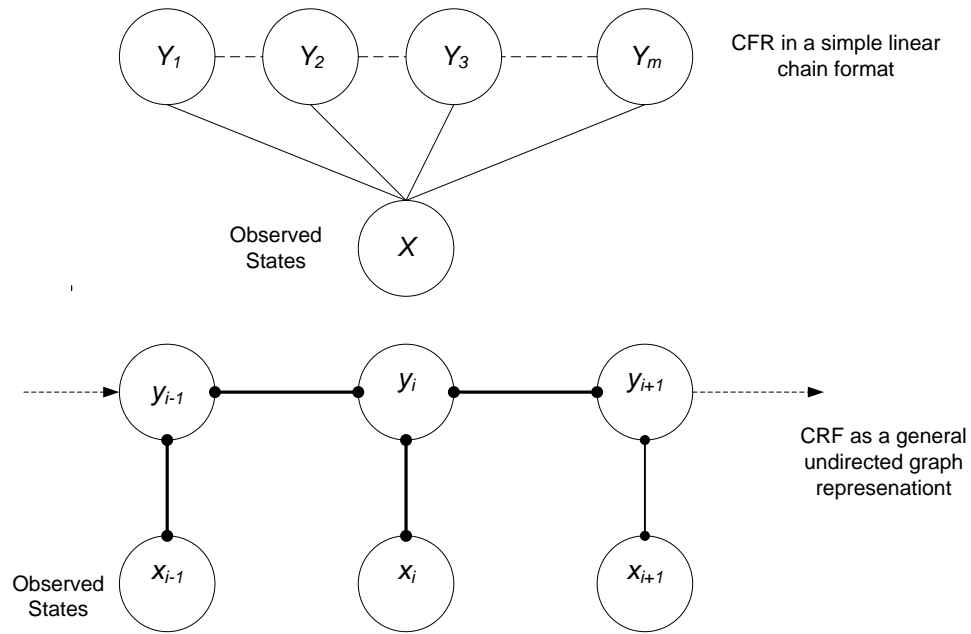 Y1 Y2 Y3 Ym
CFR in a simple linear
chain format
Observed
States
X
yi-1 yi yi+1
CRF as a general
undirected graph
represenationt
Observed
States
xi-1 xi xi+1